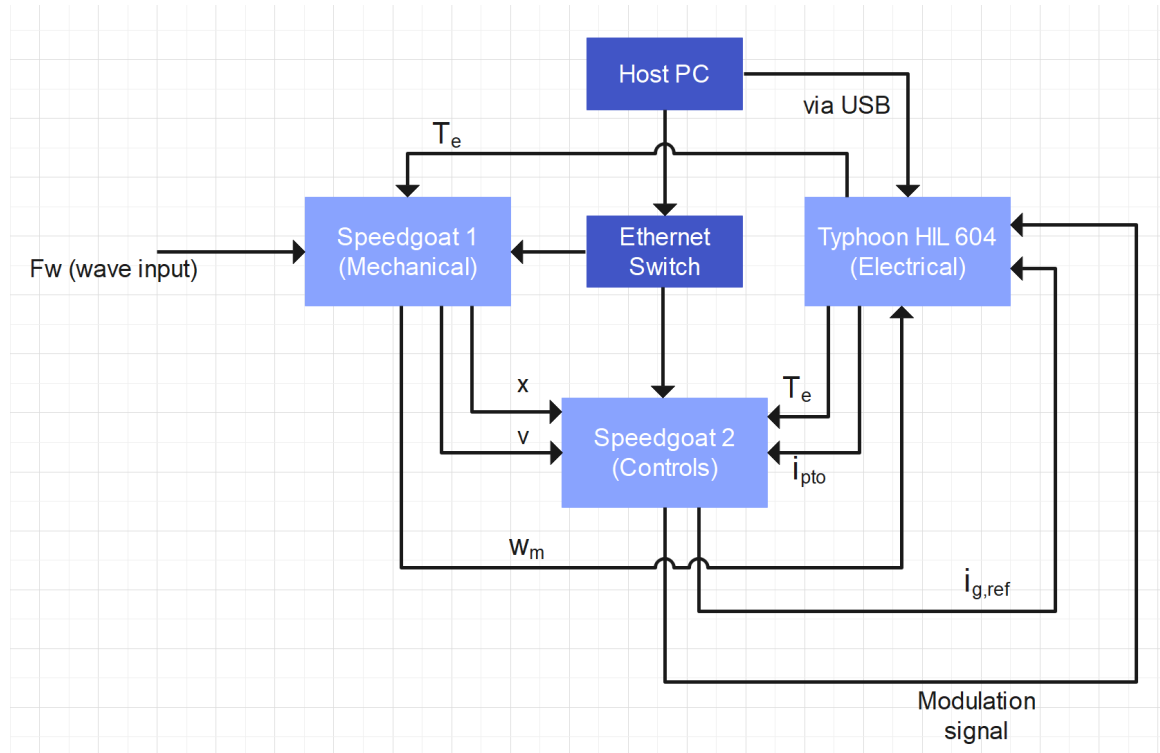 Host PC
via USB
Te
Speedgoat 1
(Mechanical)
Ethernet
Switch
Typhoon HIL 604
(Electrical)
Fw (wave input)
x
Te
v
Speedgoat 2
(Controls)
ipto
wm
ig,ref
Modulation
signal